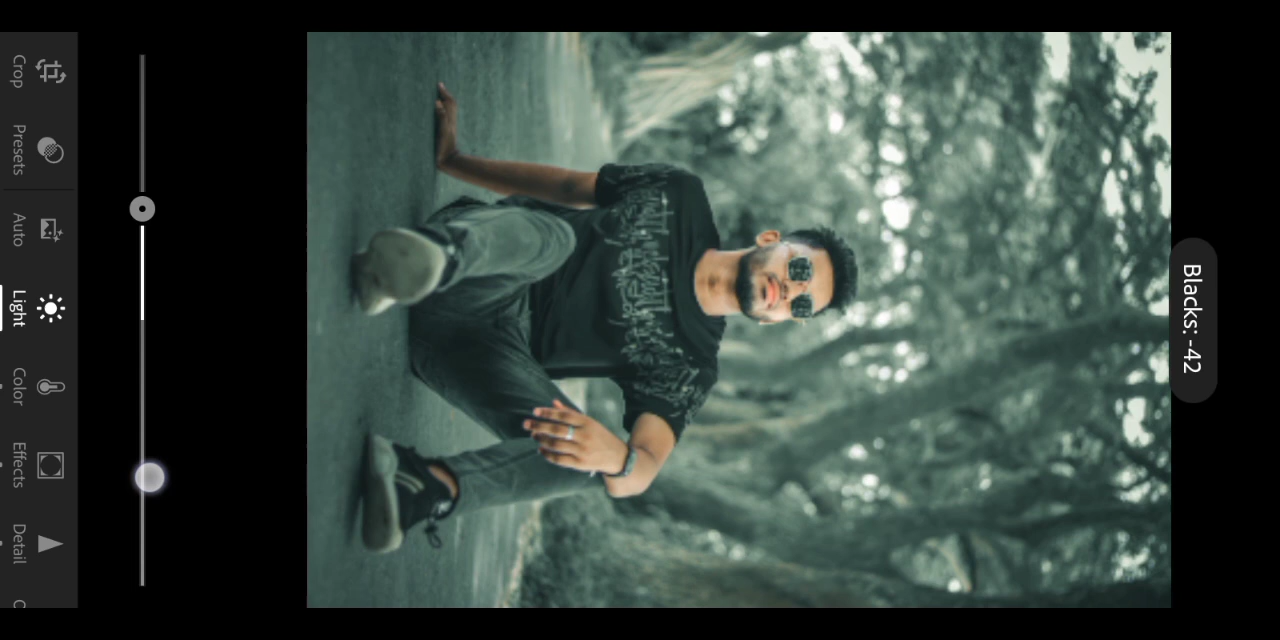 Blacks: -42
Crop
Presets
Auto
Light
Color
Effects
Detail